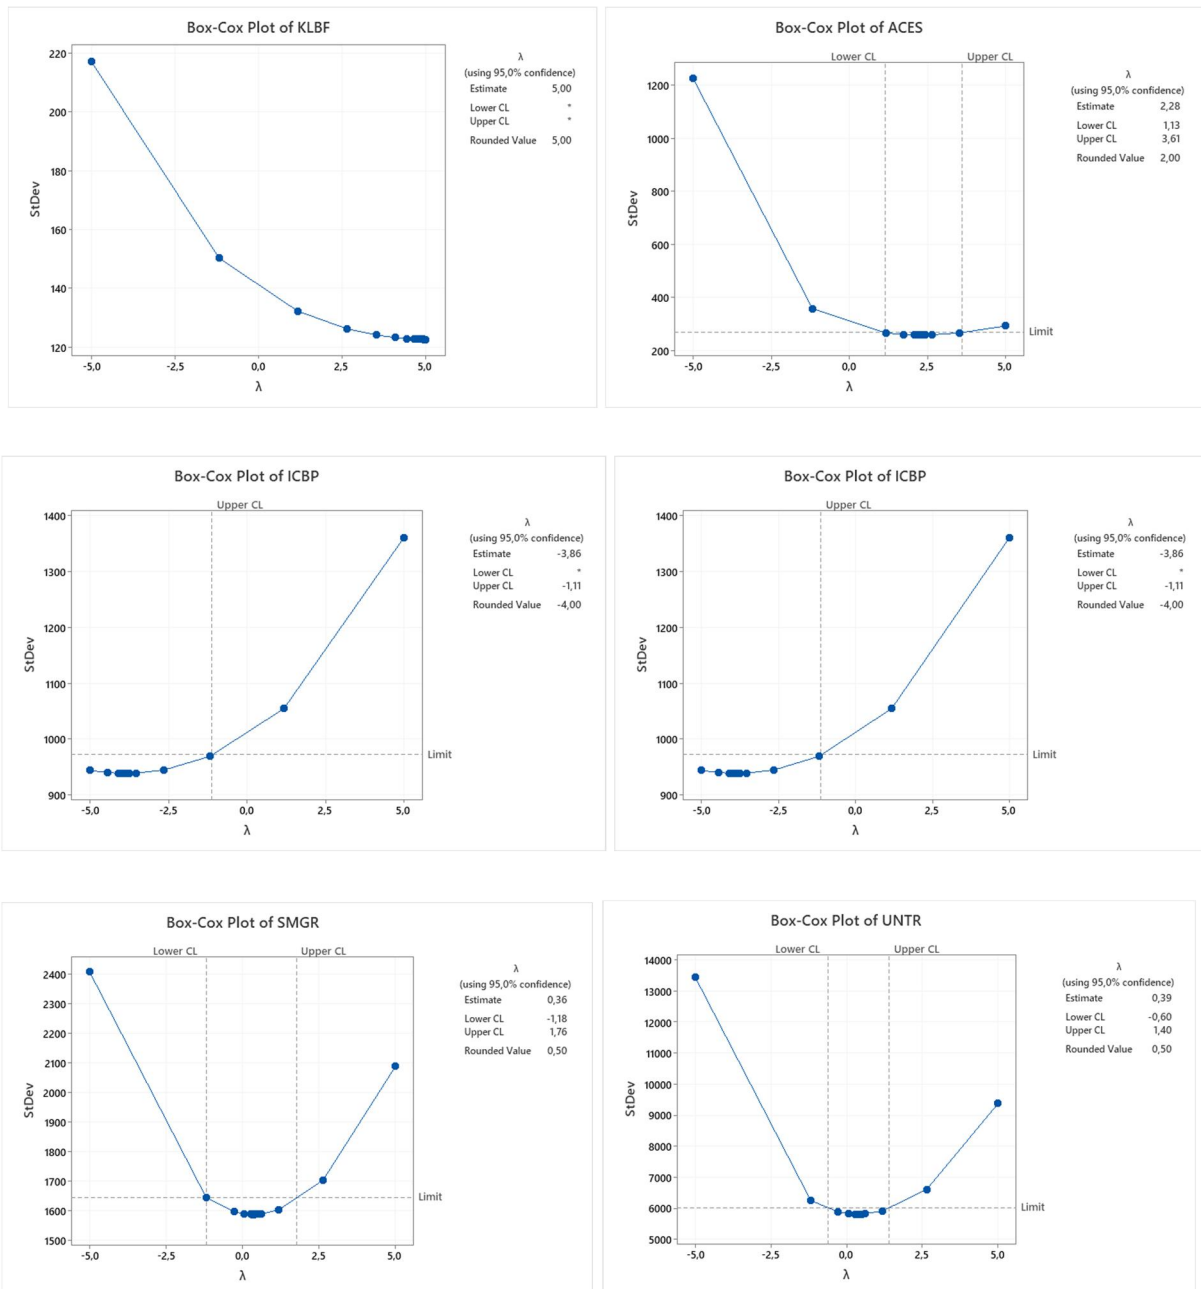 Box-Cox Plot of KLBF
λ
(using 95,0% confidence)
Estimate 5,00
Lower CL *
Upper CL *
Rounded Value 5,00
StDev
220
200
180
160
140
120
-5,0 -2,5 0,0 2,5 5,0
λ
Box-Cox Plot of ACES
Lower CL Upper CL
λ
(using 95,0% confidence)
Estimate 2,28
Lower CL 1,13
Upper CL 3,61
Rounded Value 2,00
StDev
1200
1000
800
600
400
200
Limit
-5,0 -2,5 0,0 2,5 5,0
λ
Box-Cox Plot of ICBP
Upper CL
λ
(using 95,0% confidence)
Estimate -3,86
Lower CL *
Upper CL -1,11
Rounded Value -4,00
StDev
1400
1300
1200
1100
1000
900
Limit
-5,0 -2,5 0,0 2,5 5,0
λ
Box-Cox Plot of ICBP
Upper CL
λ
(using 95,0% confidence)
Estimate -3,86
Lower CL *
Upper CL -1,11
Rounded Value -4,00
StDev
1400
1300
1200
1100
1000
900
Limit
-5,0 -2,5 0,0 2,5 5,0
λ
Box-Cox Plot of SMGR
Lower CL Upper CL
λ
(using 95,0% confidence)
Estimate 0,36
Lower CL -1,18
Upper CL 1,76
Rounded Value 0,50
StDev
2400
2300
2200
2100
2000
1900
1800
1700
1600
1500
Limit
-5,0 -2,5 0,0 2,5 5,0
λ
Box-Cox Plot of UNTR
Lower CL Upper CL
λ
(using 95,0% confidence)
Estimate 0,39
Lower CL -0,60
Upper CL 1,40
Rounded Value 0,50
StDev
14000
13000
12000
11000
10000
9000
8000
7000
6000
5000
Limit
-5,0 -2,5 0,0 2,5 5,0
λ